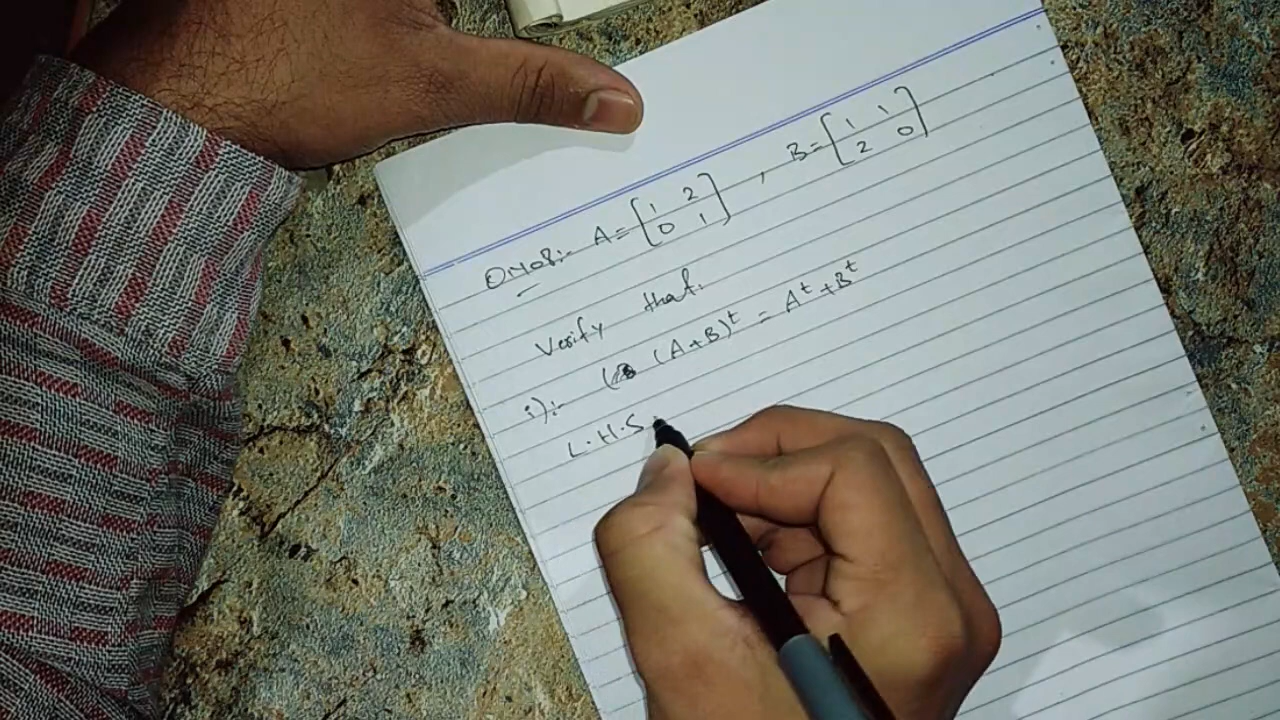 Q No8:- A = [1 2 0 1] , B = [1 1 2 0]
Verify that.
i):- (A+B)^t = A^t + B^t
L.H.S